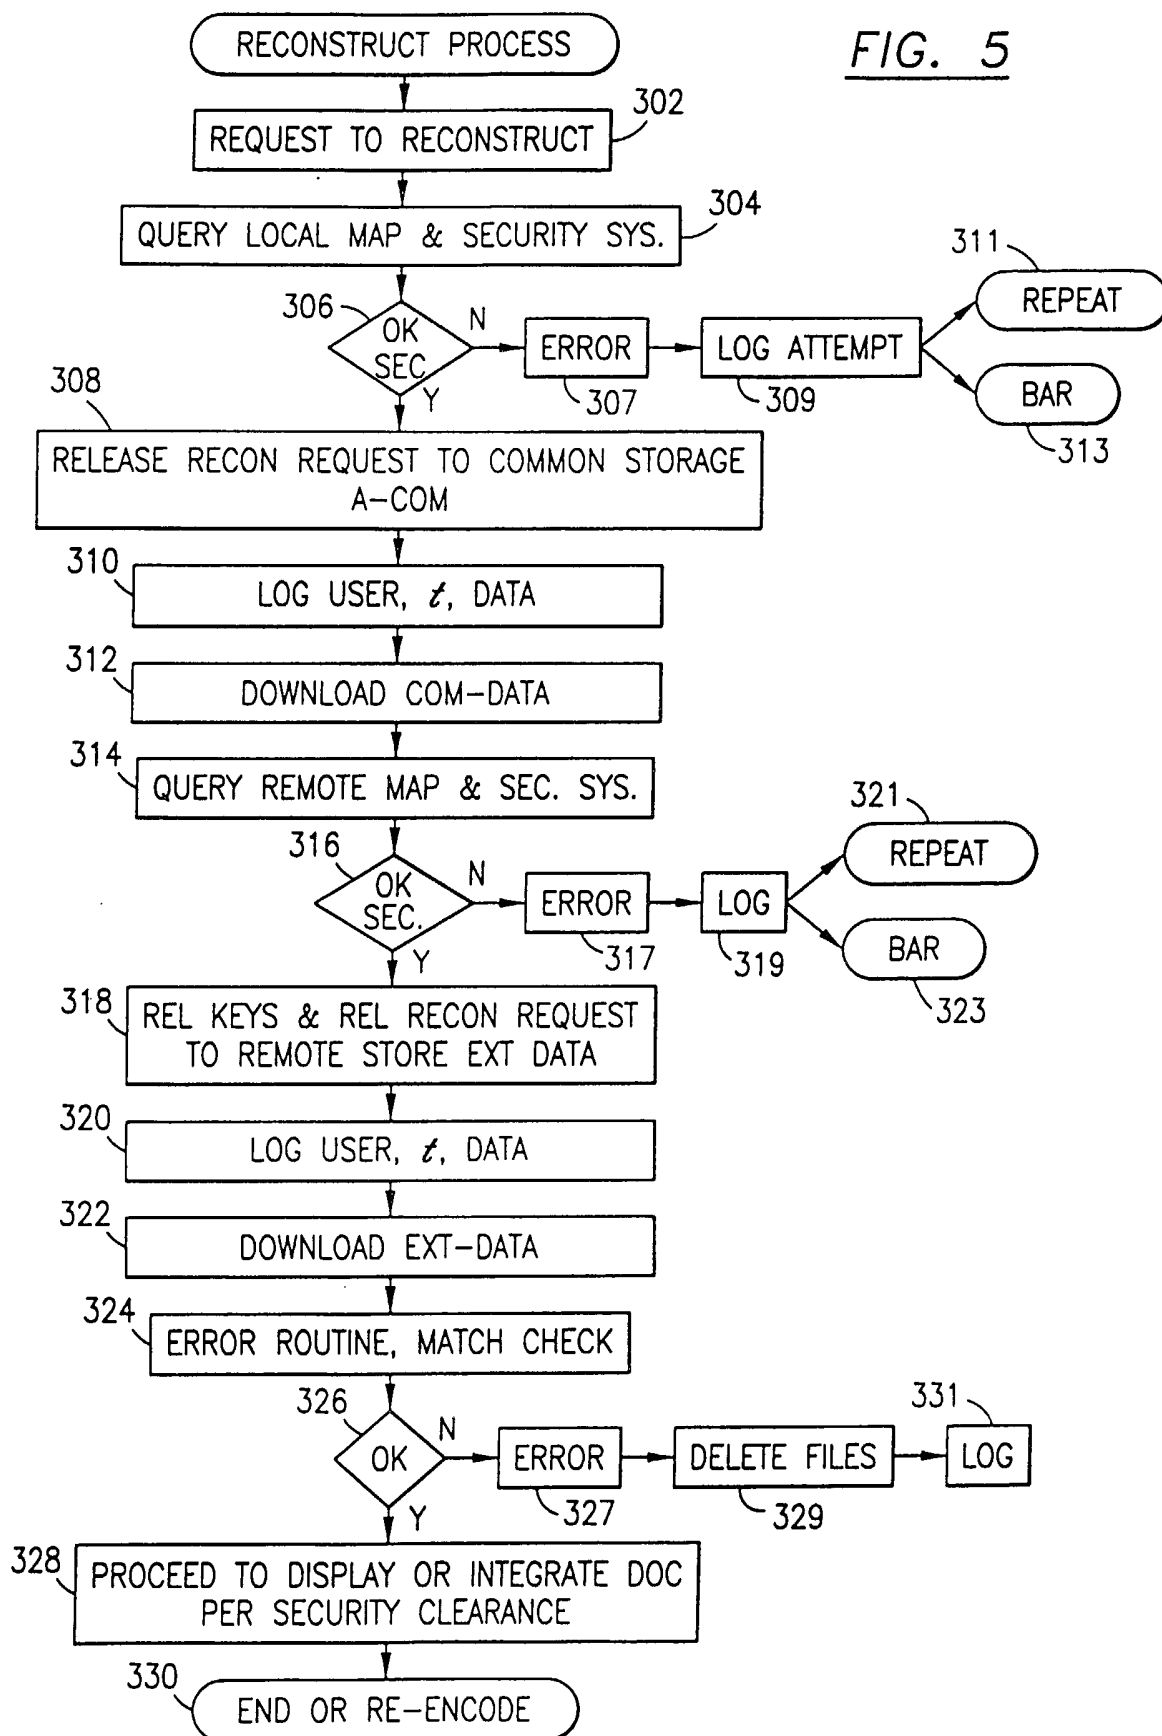 RECONSTRUCT PROCESS
FIG. 5
302
REQUEST TO RECONSTRUCT
304
QUERY LOCAL MAP & SECURITY SYS.
306
OK
SEC
N
Y
ERROR
307
LOG ATTEMPT
309
311
REPEAT
BAR
313
308
RELEASE RECON REQUEST TO COMMON STORAGE
A-COM
310
LOG USER, t, DATA
312
DOWNLOAD COM-DATA
314
QUERY REMOTE MAP & SEC. SYS.
316
OK
SEC.
N
Y
ERROR
317
LOG
319
321
REPEAT
BAR
323
318
REL KEYS & REL RECON REQUEST
TO REMOTE STORE EXT DATA
320
LOG USER, t, DATA
322
DOWNLOAD EXT-DATA
324
ERROR ROUTINE, MATCH CHECK
326
OK
N
Y
ERROR
327
DELETE FILES
329
331
LOG
328
PROCEED TO DISPLAY OR INTEGRATE DOC
PER SECURITY CLEARANCE
330
END OR RE-ENCODE